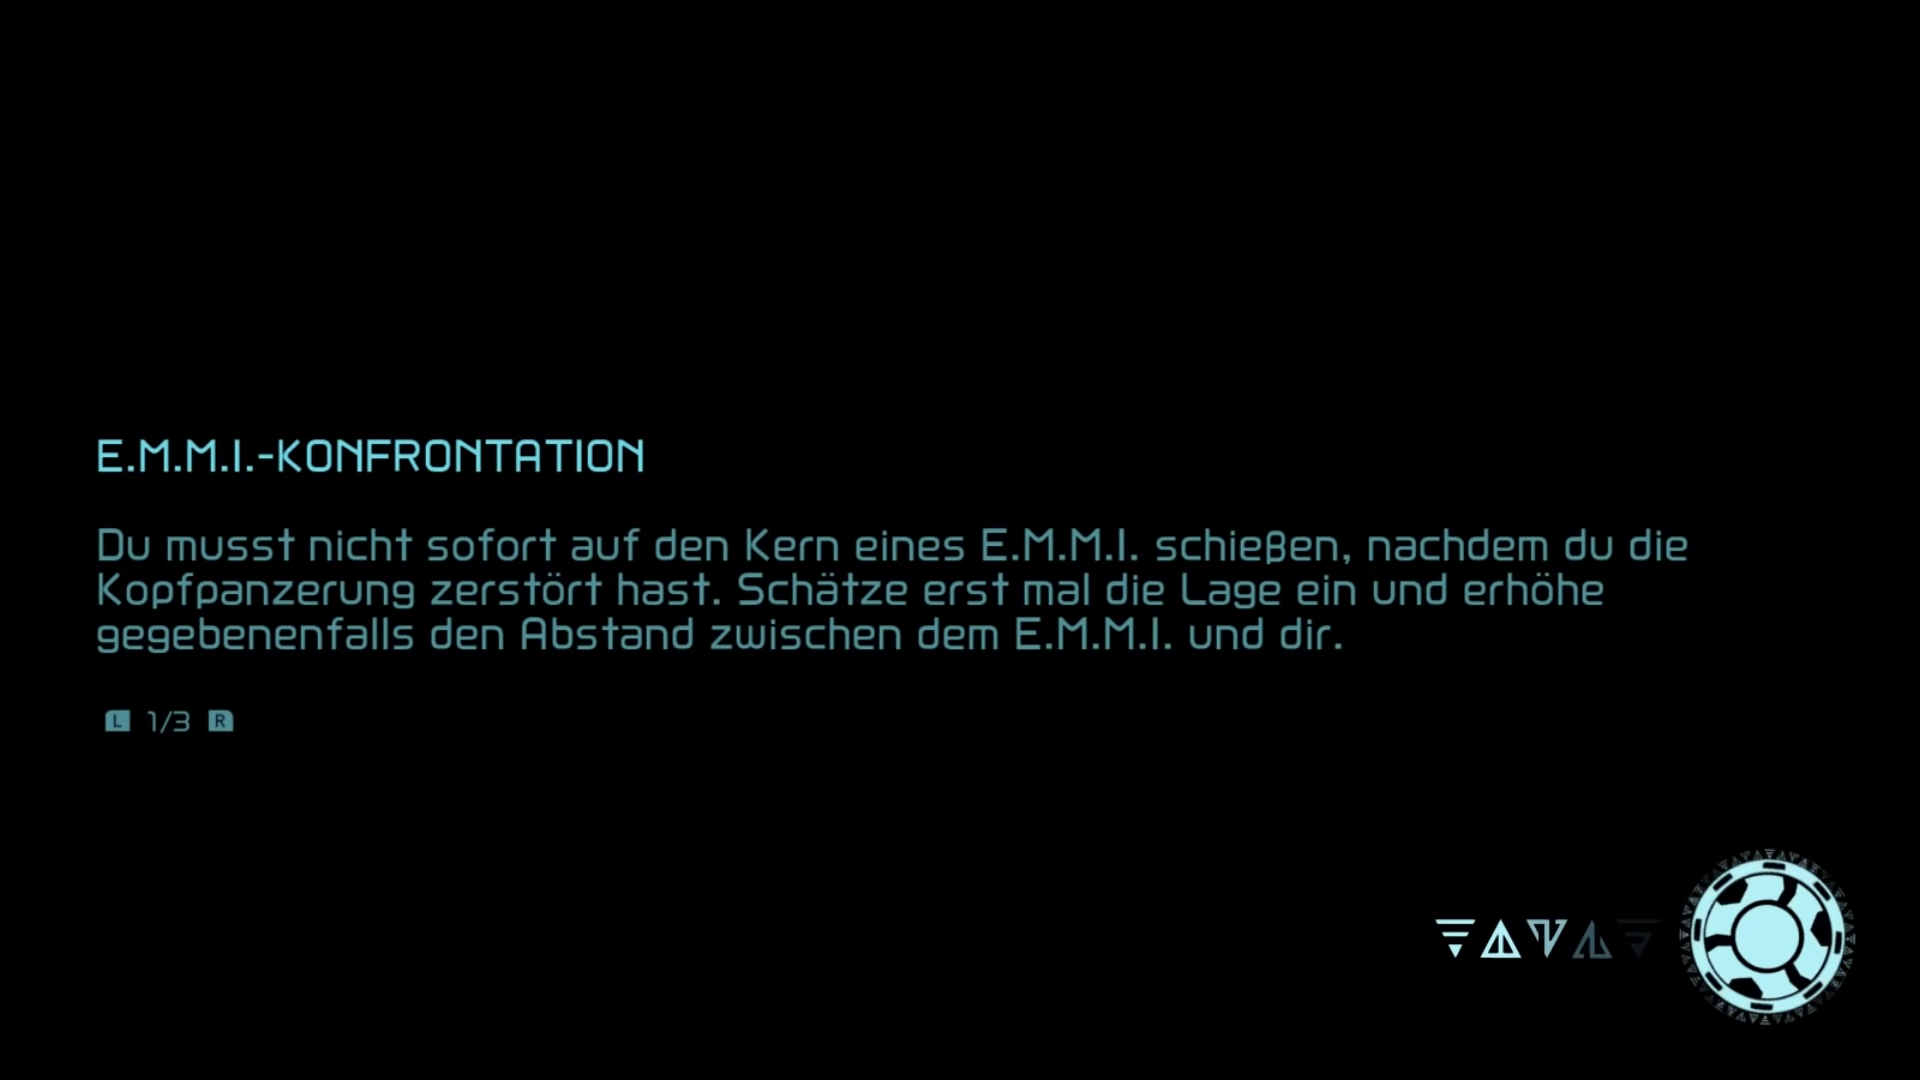 E.M.M.I.-KONFRONTATION
Du musst nicht sofort auf den Kern eines E.M.M.I. schießen, nachdem du die
Kopfpanzerung zerstört hast. Schätze erst mal die Lage ein und erhöhe
gegebenenfalls den Abstand zwischen dem E.M.M.I. und dir.
L 1/3 R